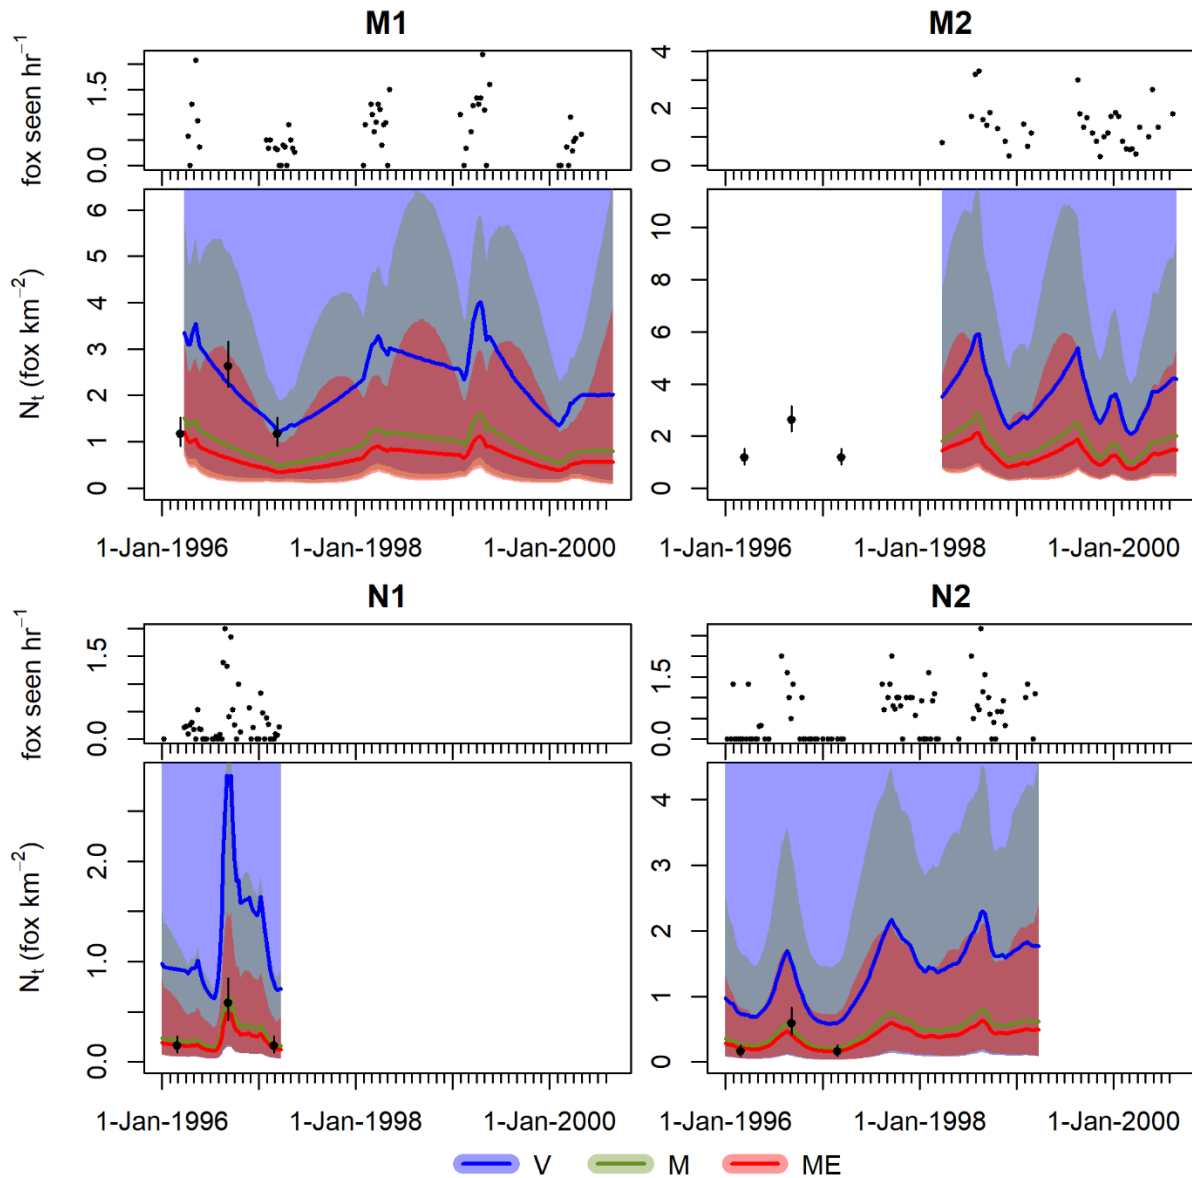 M1
M2
fox seen hr⁻¹
0.0 1.5
0 2 4
Nₜ (fox km⁻²)
0 1 2 3 4 5 6
0 2 4 6 8 10
1-Jan-1996 1-Jan-1998 1-Jan-2000
1-Jan-1996 1-Jan-1998 1-Jan-2000
N1
N2
fox seen hr⁻¹
0.0 1.5
0.0 1.5
Nₜ (fox km⁻²)
0.0 1.0 2.0
0 1 2 3 4
1-Jan-1996 1-Jan-1998 1-Jan-2000
1-Jan-1996 1-Jan-1998 1-Jan-2000
V M ME